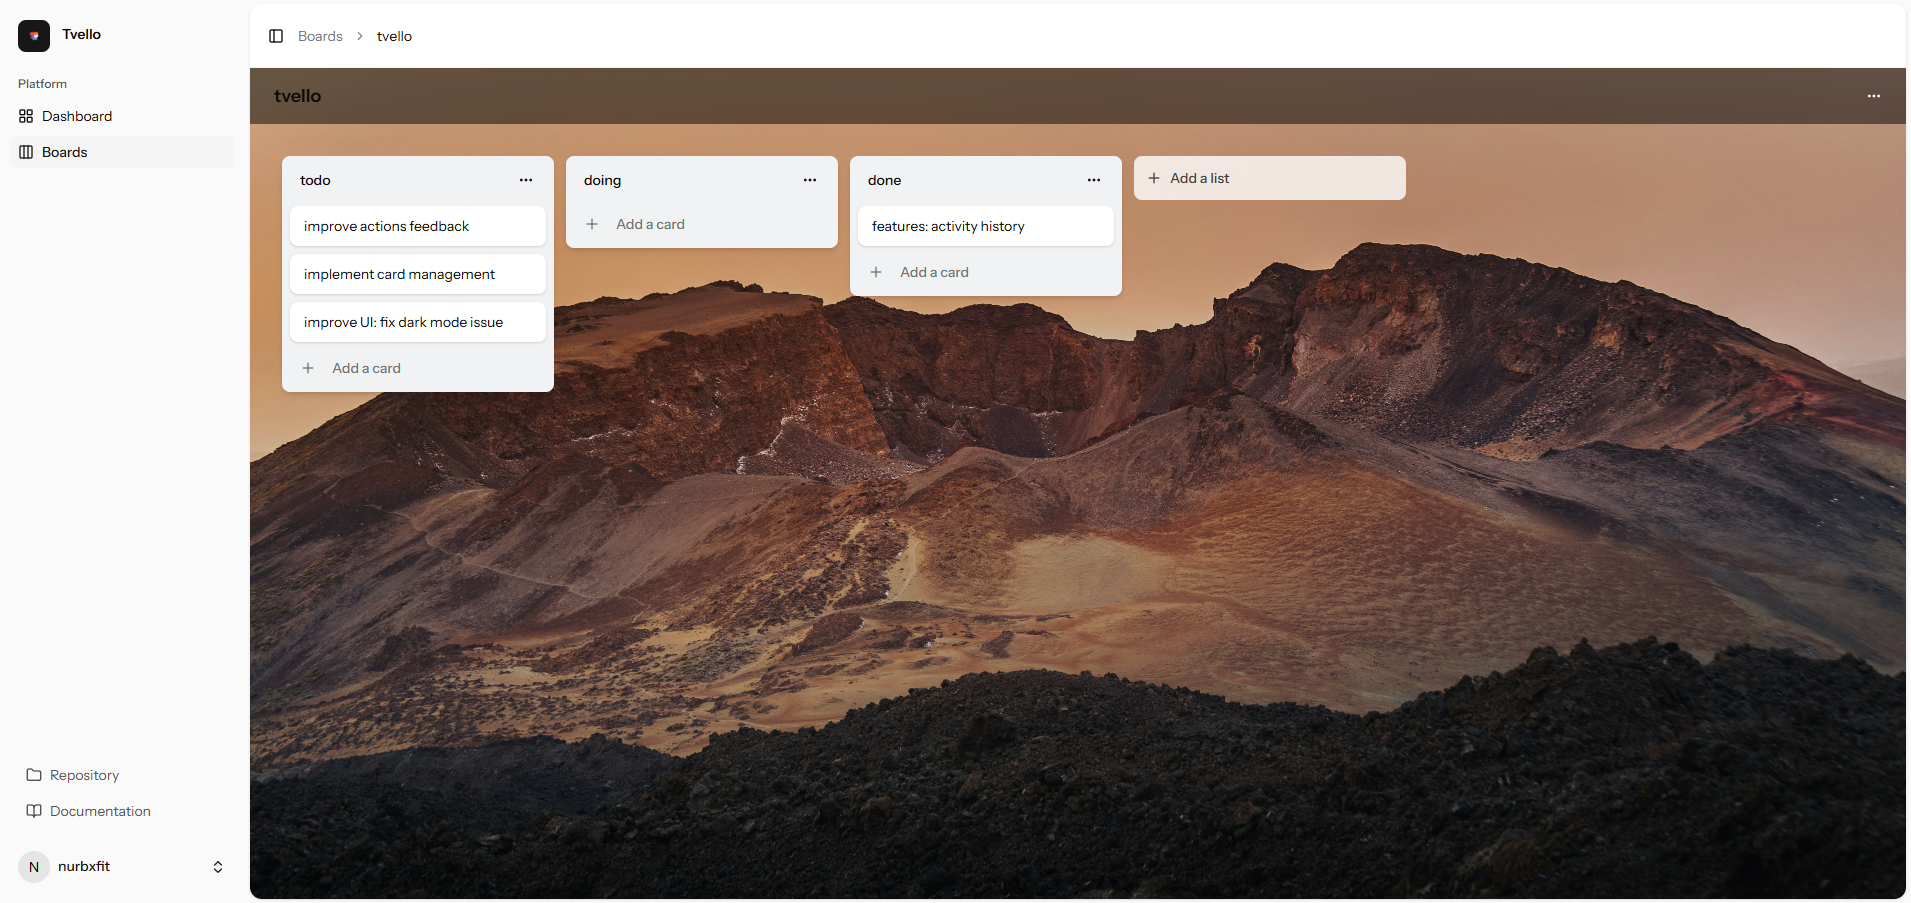 Tvello
Platform
Dashboard
Boards
Repository
Documentation
N
nurbxfit
Boards > tvello
tvello
todo
improve actions feedback
implement card management
improve UI: fix dark mode issue
+ Add a card
doing
+ Add a card
done
features: activity history
+ Add a card
+ Add a list